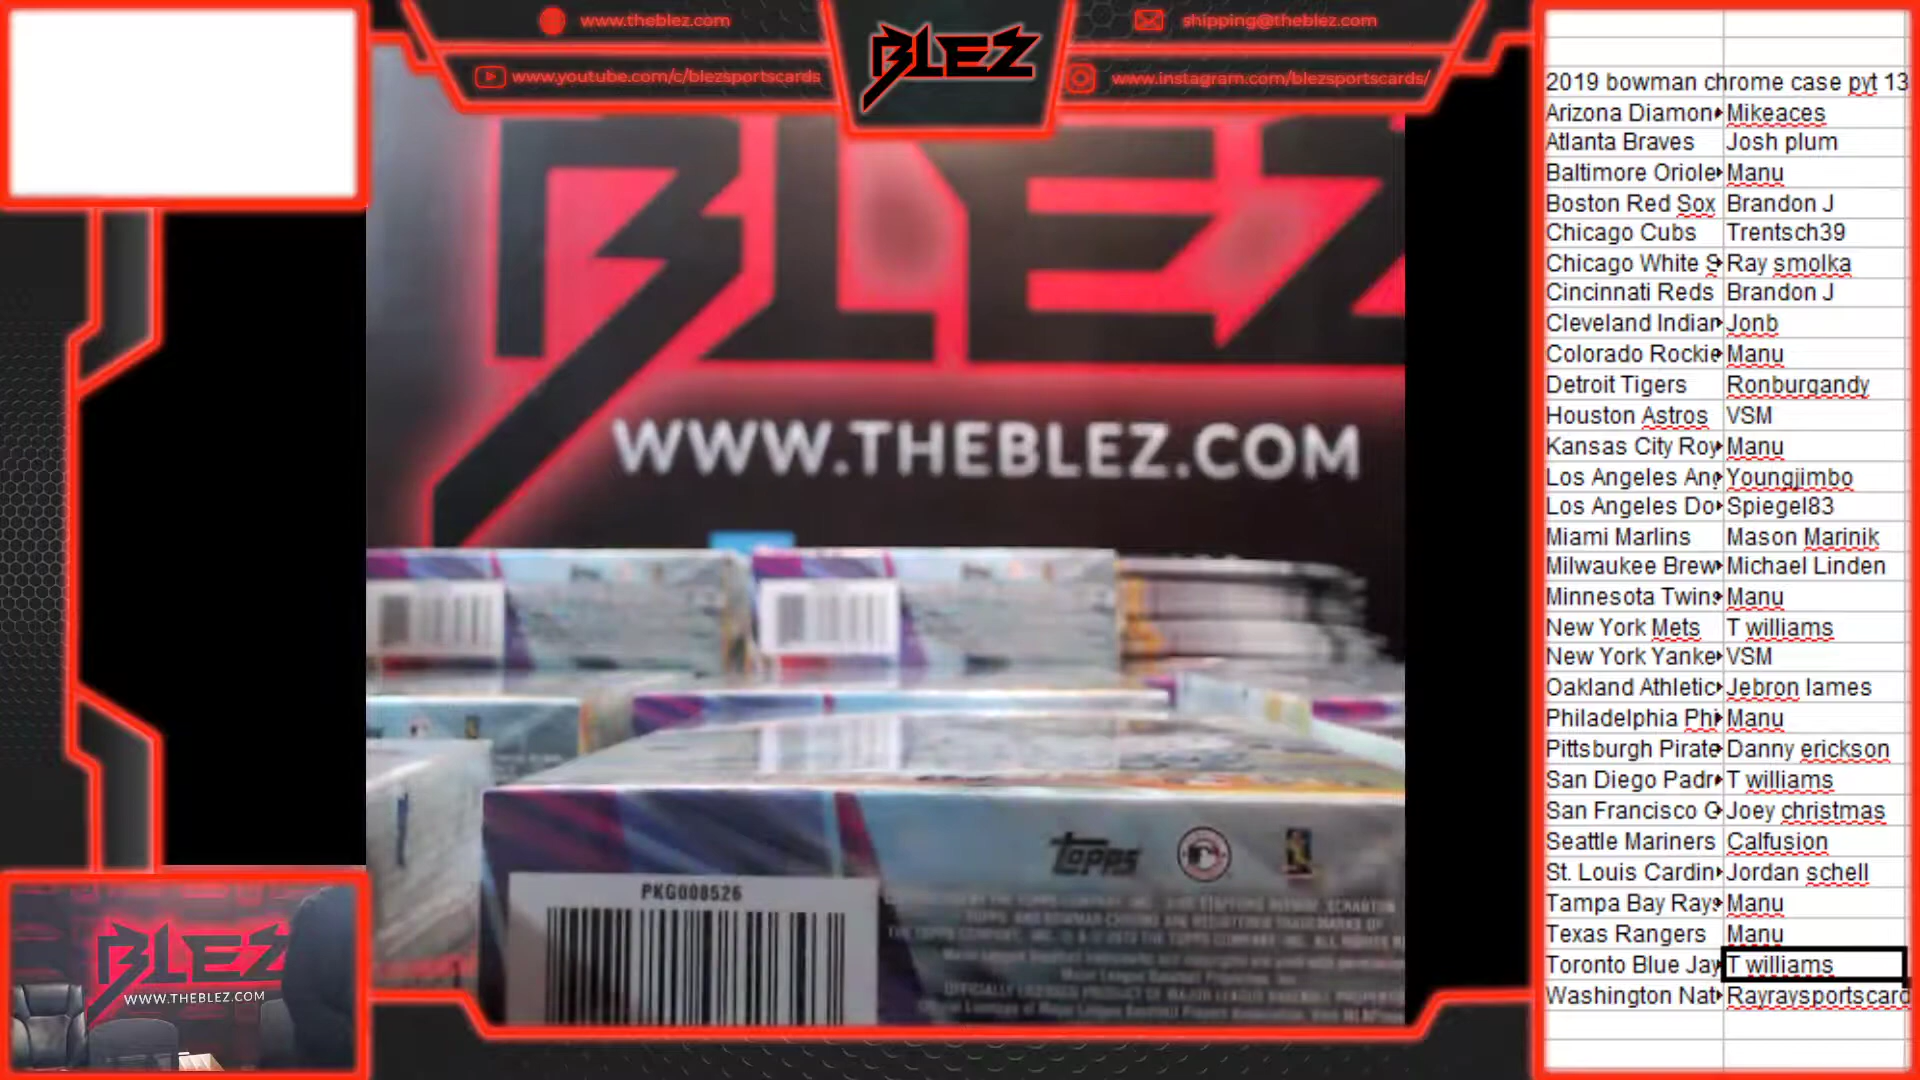 www.theblez.com
www.youtube.com/c/blezsportscards
BLEZ
shipping@theblez.com
www.instagram.com/blezsportscards/
BLEZ
WWW.THEBLEZ.COM
topps
PKG008526
BLEZ
WWW.THEBLEZ.COM
2019 bowman chrome case pyt 13
Arizona Diamon Mikeaces
Atlanta Braves Josh plum
Baltimore Oriole Manu
Boston Red Sox Brandon J
Chicago Cubs Trentsch39
Chicago White S Ray smolka
Cincinnati Reds Brandon J
Cleveland Indian Jonb
Colorado Rockie Manu
Detroit Tigers Ronburgandy
Houston Astros VSM
Kansas City Roy Manu
Los Angeles Ang Youngjimbo
Los Angeles Do Spiegel83
Miami Marlins Mason Marinik
Milwaukee Brew Michael Linden
Minnesota Twins Manu
New York Mets T williams
New York Yanke VSM
Oakland Athletic Jebron lames
Philadelphia Phi Manu
Pittsburgh Pirate Danny erickson
San Diego Padr T williams
San Francisco G Joey christmas
Seattle Mariners Calfusion
St. Louis Cardin Jordan schell
Tampa Bay Rays Manu
Texas Rangers Manu
Toronto Blue Jay T williams
Washington Nat Rayraysportscard